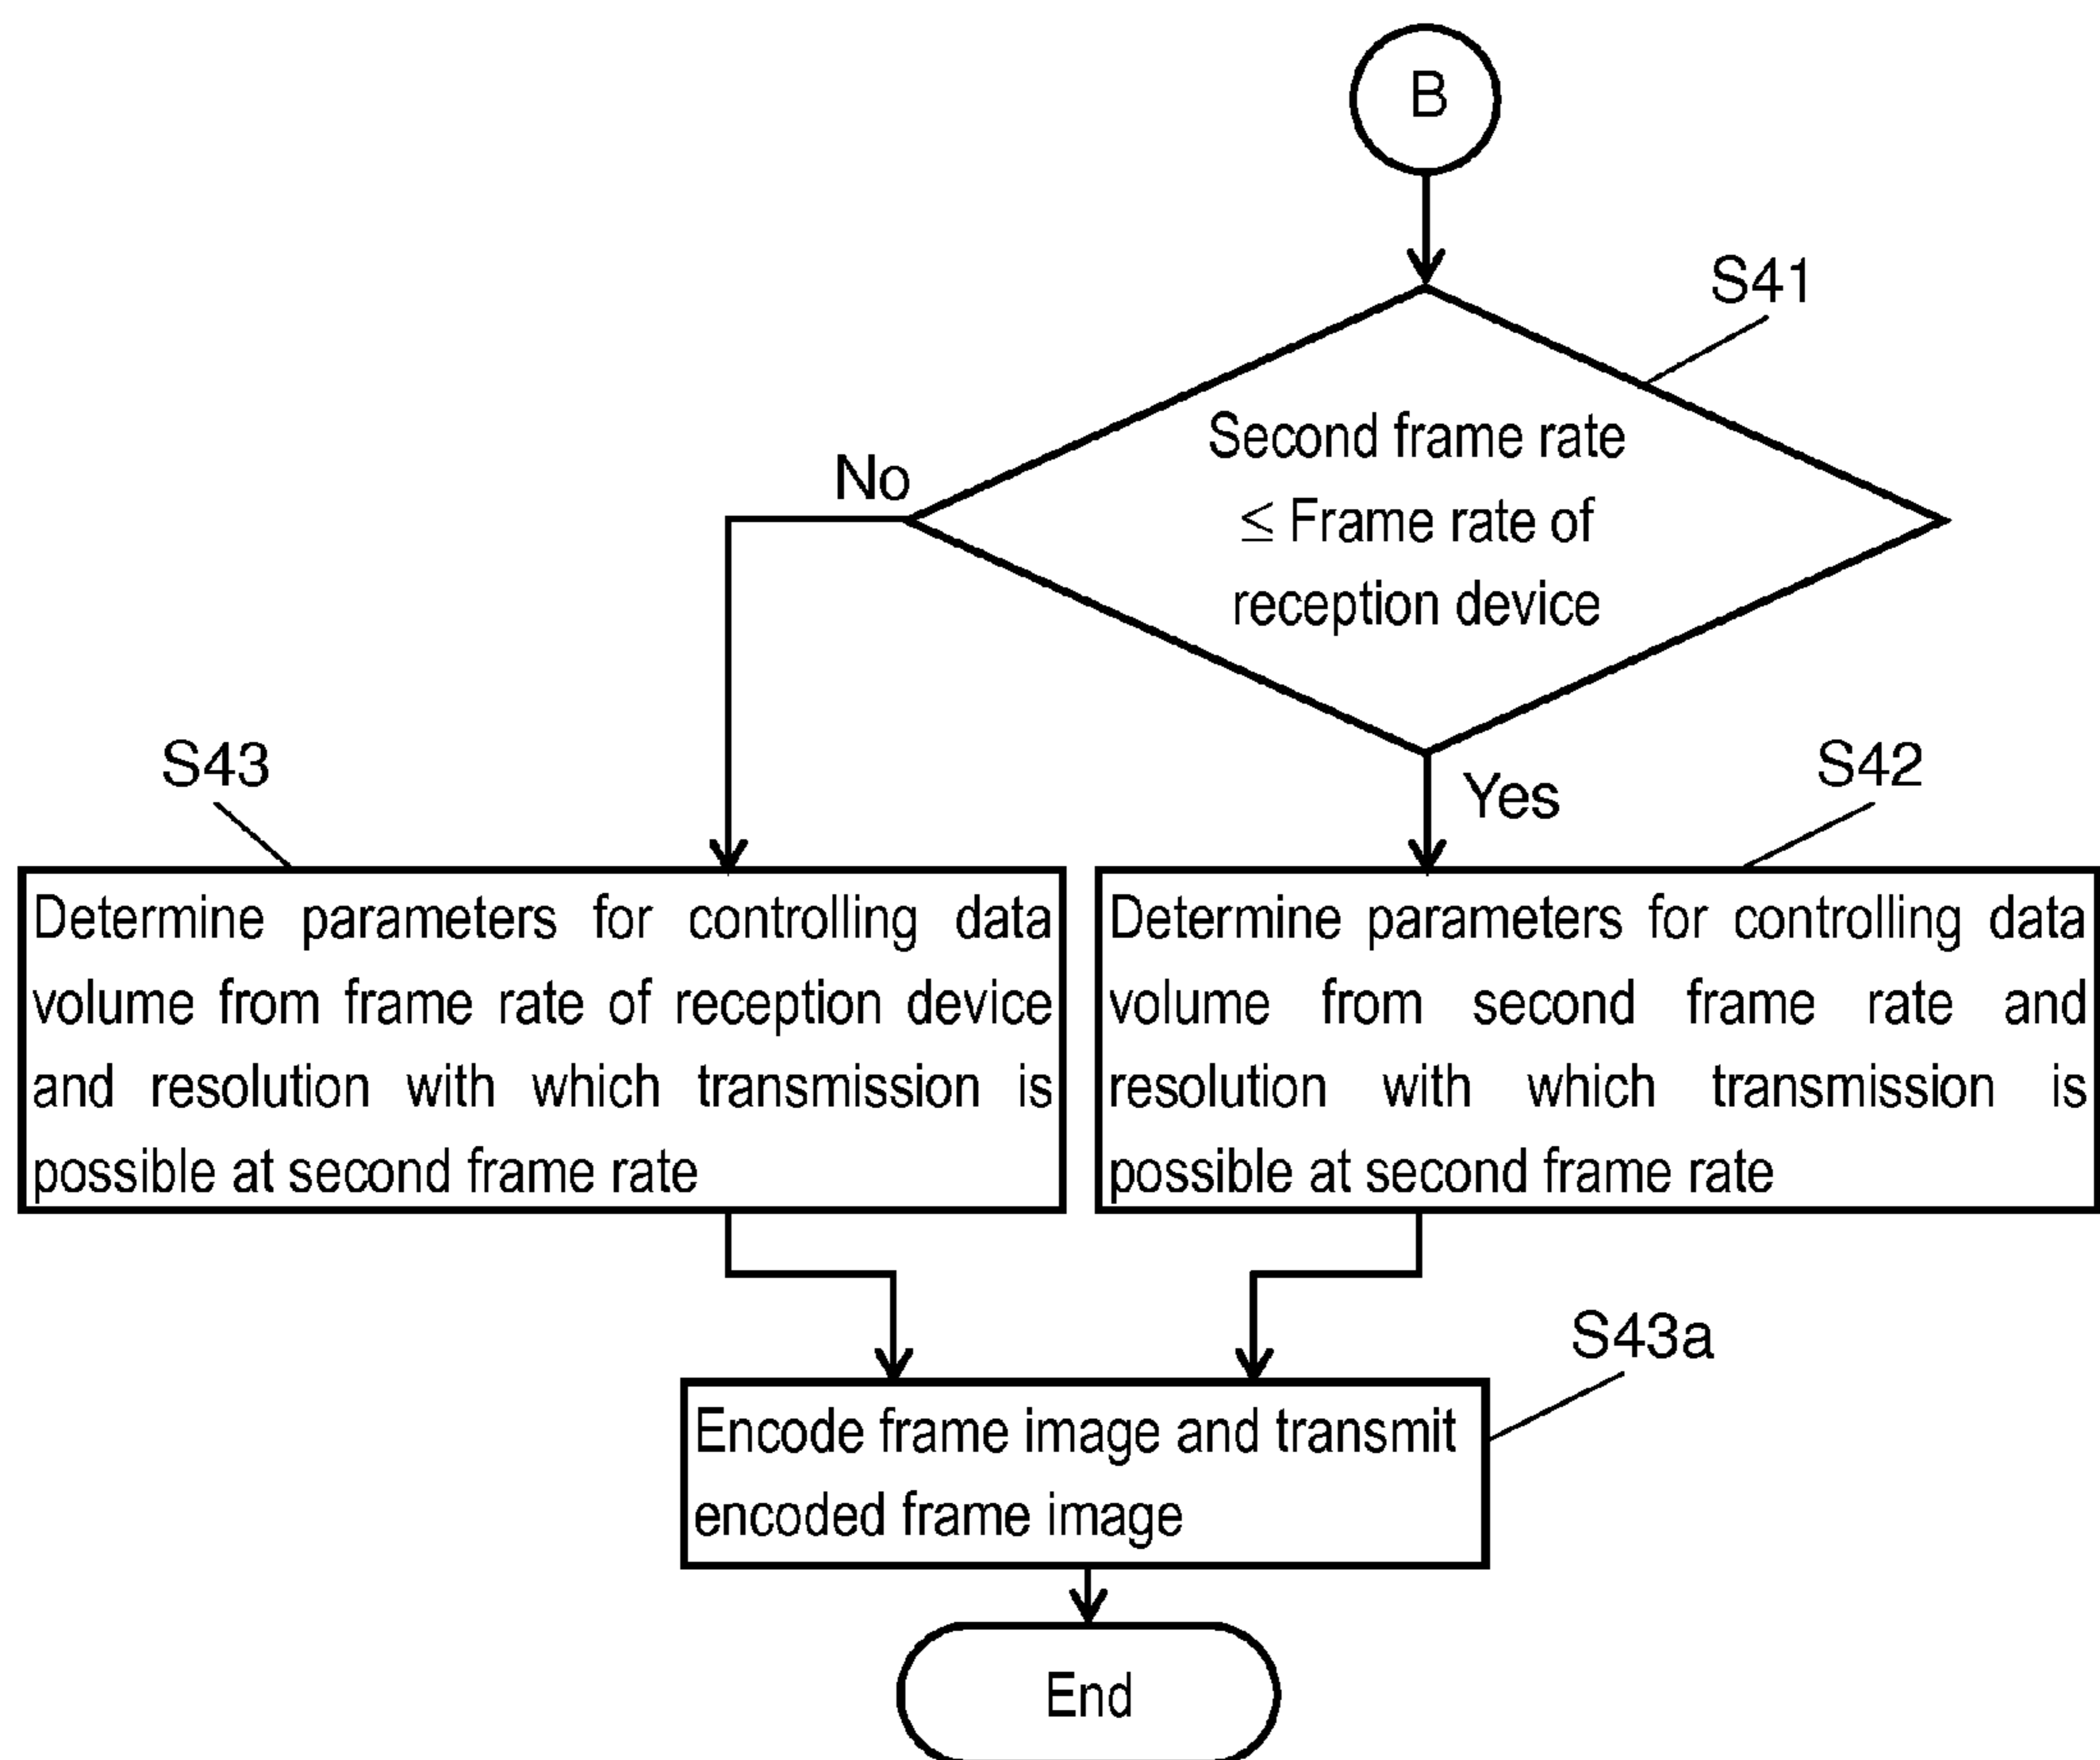 B
S41
Second frame rate
≤ Frame rate of
reception device
No
Yes
S43
Determine parameters for controlling data
volume from frame rate of reception device
and resolution with which transmission is
possible at second frame rate
S42
Determine parameters for controlling data
volume from second frame rate and
resolution with which transmission is
possible at second frame rate
S43a
Encode frame image and transmit
encoded frame image
End